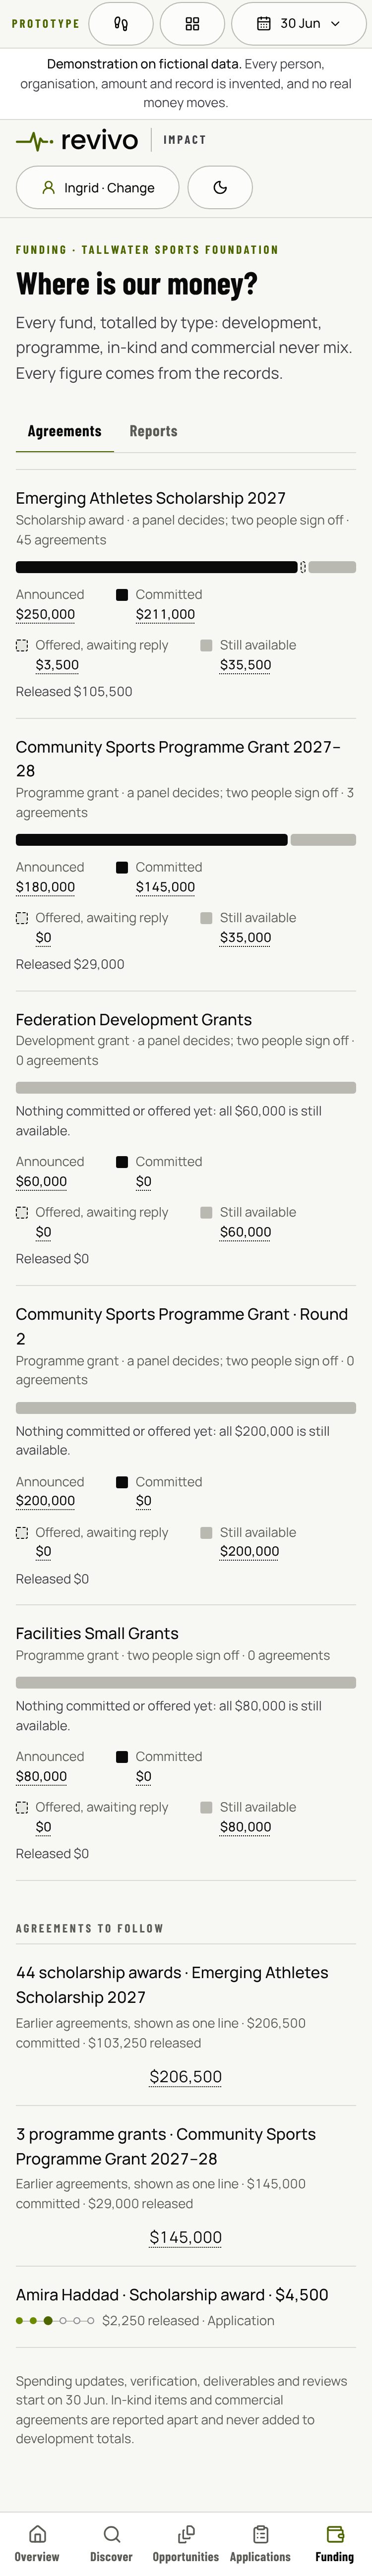 PROTOTYPE
30 Jun
Demonstration on fictional data. Every person,
organisation, amount and record is invented, and no real
money moves.
revivo
IMPACT
Ingrid · Change
FUNDING · TALLWATER SPORTS FOUNDATION
Where is our money?
Every fund, totalled by type: development,
programme, in-kind and commercial never mix.
Every figure comes from the records.
Agreements
Reports
Emerging Athletes Scholarship 2027
Scholarship award · a panel decides; two people sign off ·
45 agreements
Announced
Committed
$250,000
$211,000
Offered, awaiting reply
Still available
$3,500
$35,500
Released $105,500
Community Sports Programme Grant 2027–
28
Programme grant · a panel decides; two people sign off · 3
agreements
Announced
Committed
$180,000
$145,000
Offered, awaiting reply
Still available
$0
$35,000
Released $29,000
Federation Development Grants
Development grant · a panel decides; two people sign off ·
0 agreements
Nothing committed or offered yet: all $60,000 is still
available.
Announced
Committed
$60,000
$0
Offered, awaiting reply
Still available
$0
$60,000
Released $0
Community Sports Programme Grant · Round
2
Programme grant · a panel decides; two people sign off · 0
agreements
Nothing committed or offered yet: all $200,000 is still
available.
Announced
Committed
$200,000
$0
Offered, awaiting reply
Still available
$0
$200,000
Released $0
Facilities Small Grants
Programme grant · two people sign off · 0 agreements
Nothing committed or offered yet: all $80,000 is still
available.
Announced
Committed
$80,000
$0
Offered, awaiting reply
Still available
$0
$80,000
Released $0
AGREEMENTS TO FOLLOW
44 scholarship awards · Emerging Athletes
Scholarship 2027
Earlier agreements, shown as one line · $206,500
committed · $103,250 released
$206,500
3 programme grants · Community Sports
Programme Grant 2027–28
Earlier agreements, shown as one line · $145,000
committed · $29,000 released
$145,000
Amira Haddad · Scholarship award · $4,500
$2,250 released · Application
Spending updates, verification, deliverables and reviews
start on 30 Jun. In-kind items and commercial
agreements are reported apart and never added to
development totals.
Overview
Discover
Opportunities
Applications
Funding